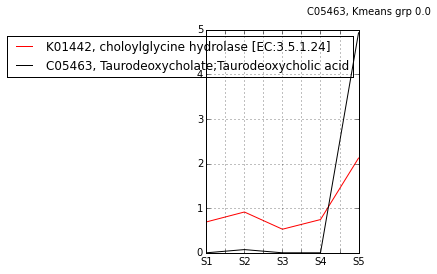 C05463, Kmeans grp 0.0
K01442, choloylglycine hydrolase [EC:3.5.1.24]
C05463, Taurodeoxycholate;Taurodeoxycholic acid
5
4
3
2
1
0
S1 S2 S3 S4 S5